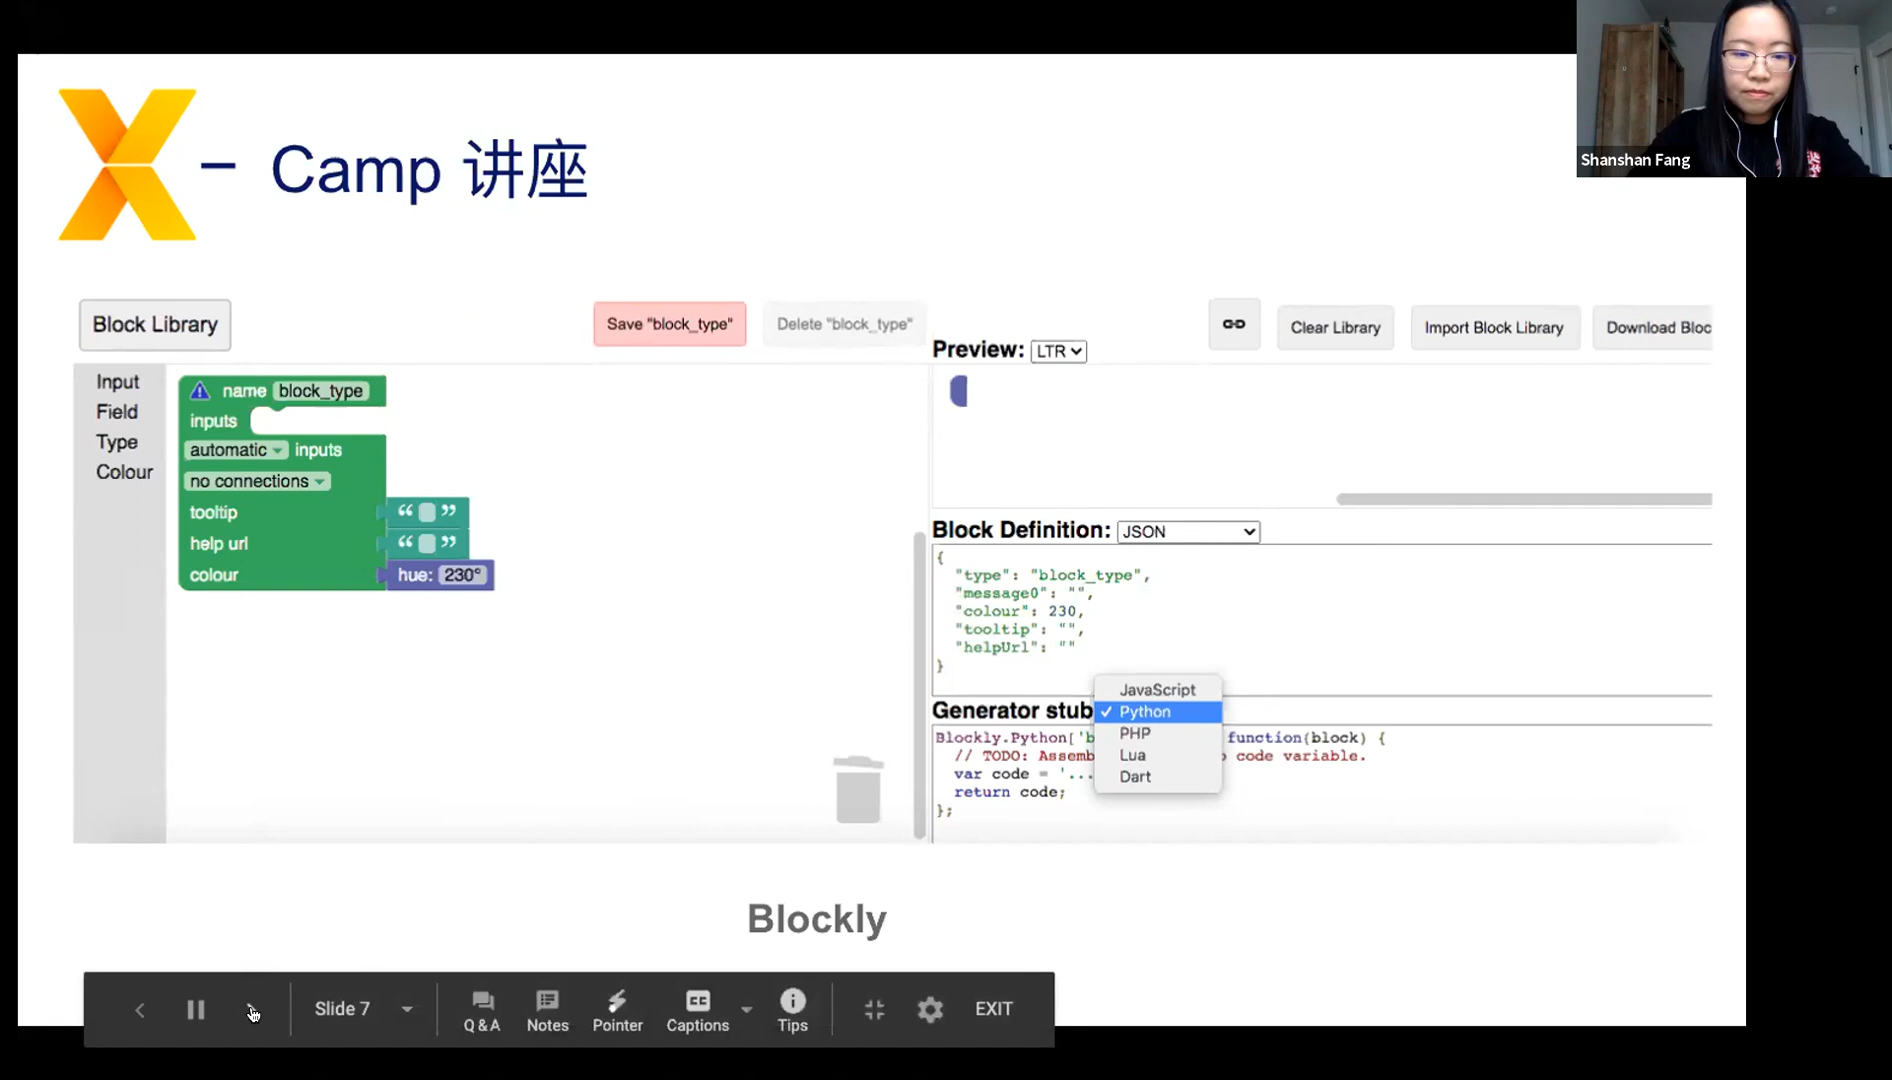 Shanshan Fang
X - Camp 讲座
Block Library
Save "block_type"
Delete "block_type"
Clear Library
Import Block Library
Download Bloc
Preview: LTR
Input
Field
Type
Colour
name block_type
inputs
automatic inputs
no connections
tooltip “ ”
help url “ ”
colour hue: 230°
Block Definition: JSON
{
"type": "block_type",
"message0": "",
"colour": 230,
"tooltip": "",
"helpUrl": ""
}
Generator stub
JavaScript
✓ Python
PHP
Lua
Dart
Blockly.Python['b function(block) {
// TODO: Assemb code variable.
var code = '...
return code;
};
Blockly
Slide 7
Q & A
Notes
Pointer
CC
Captions
Tips
EXIT